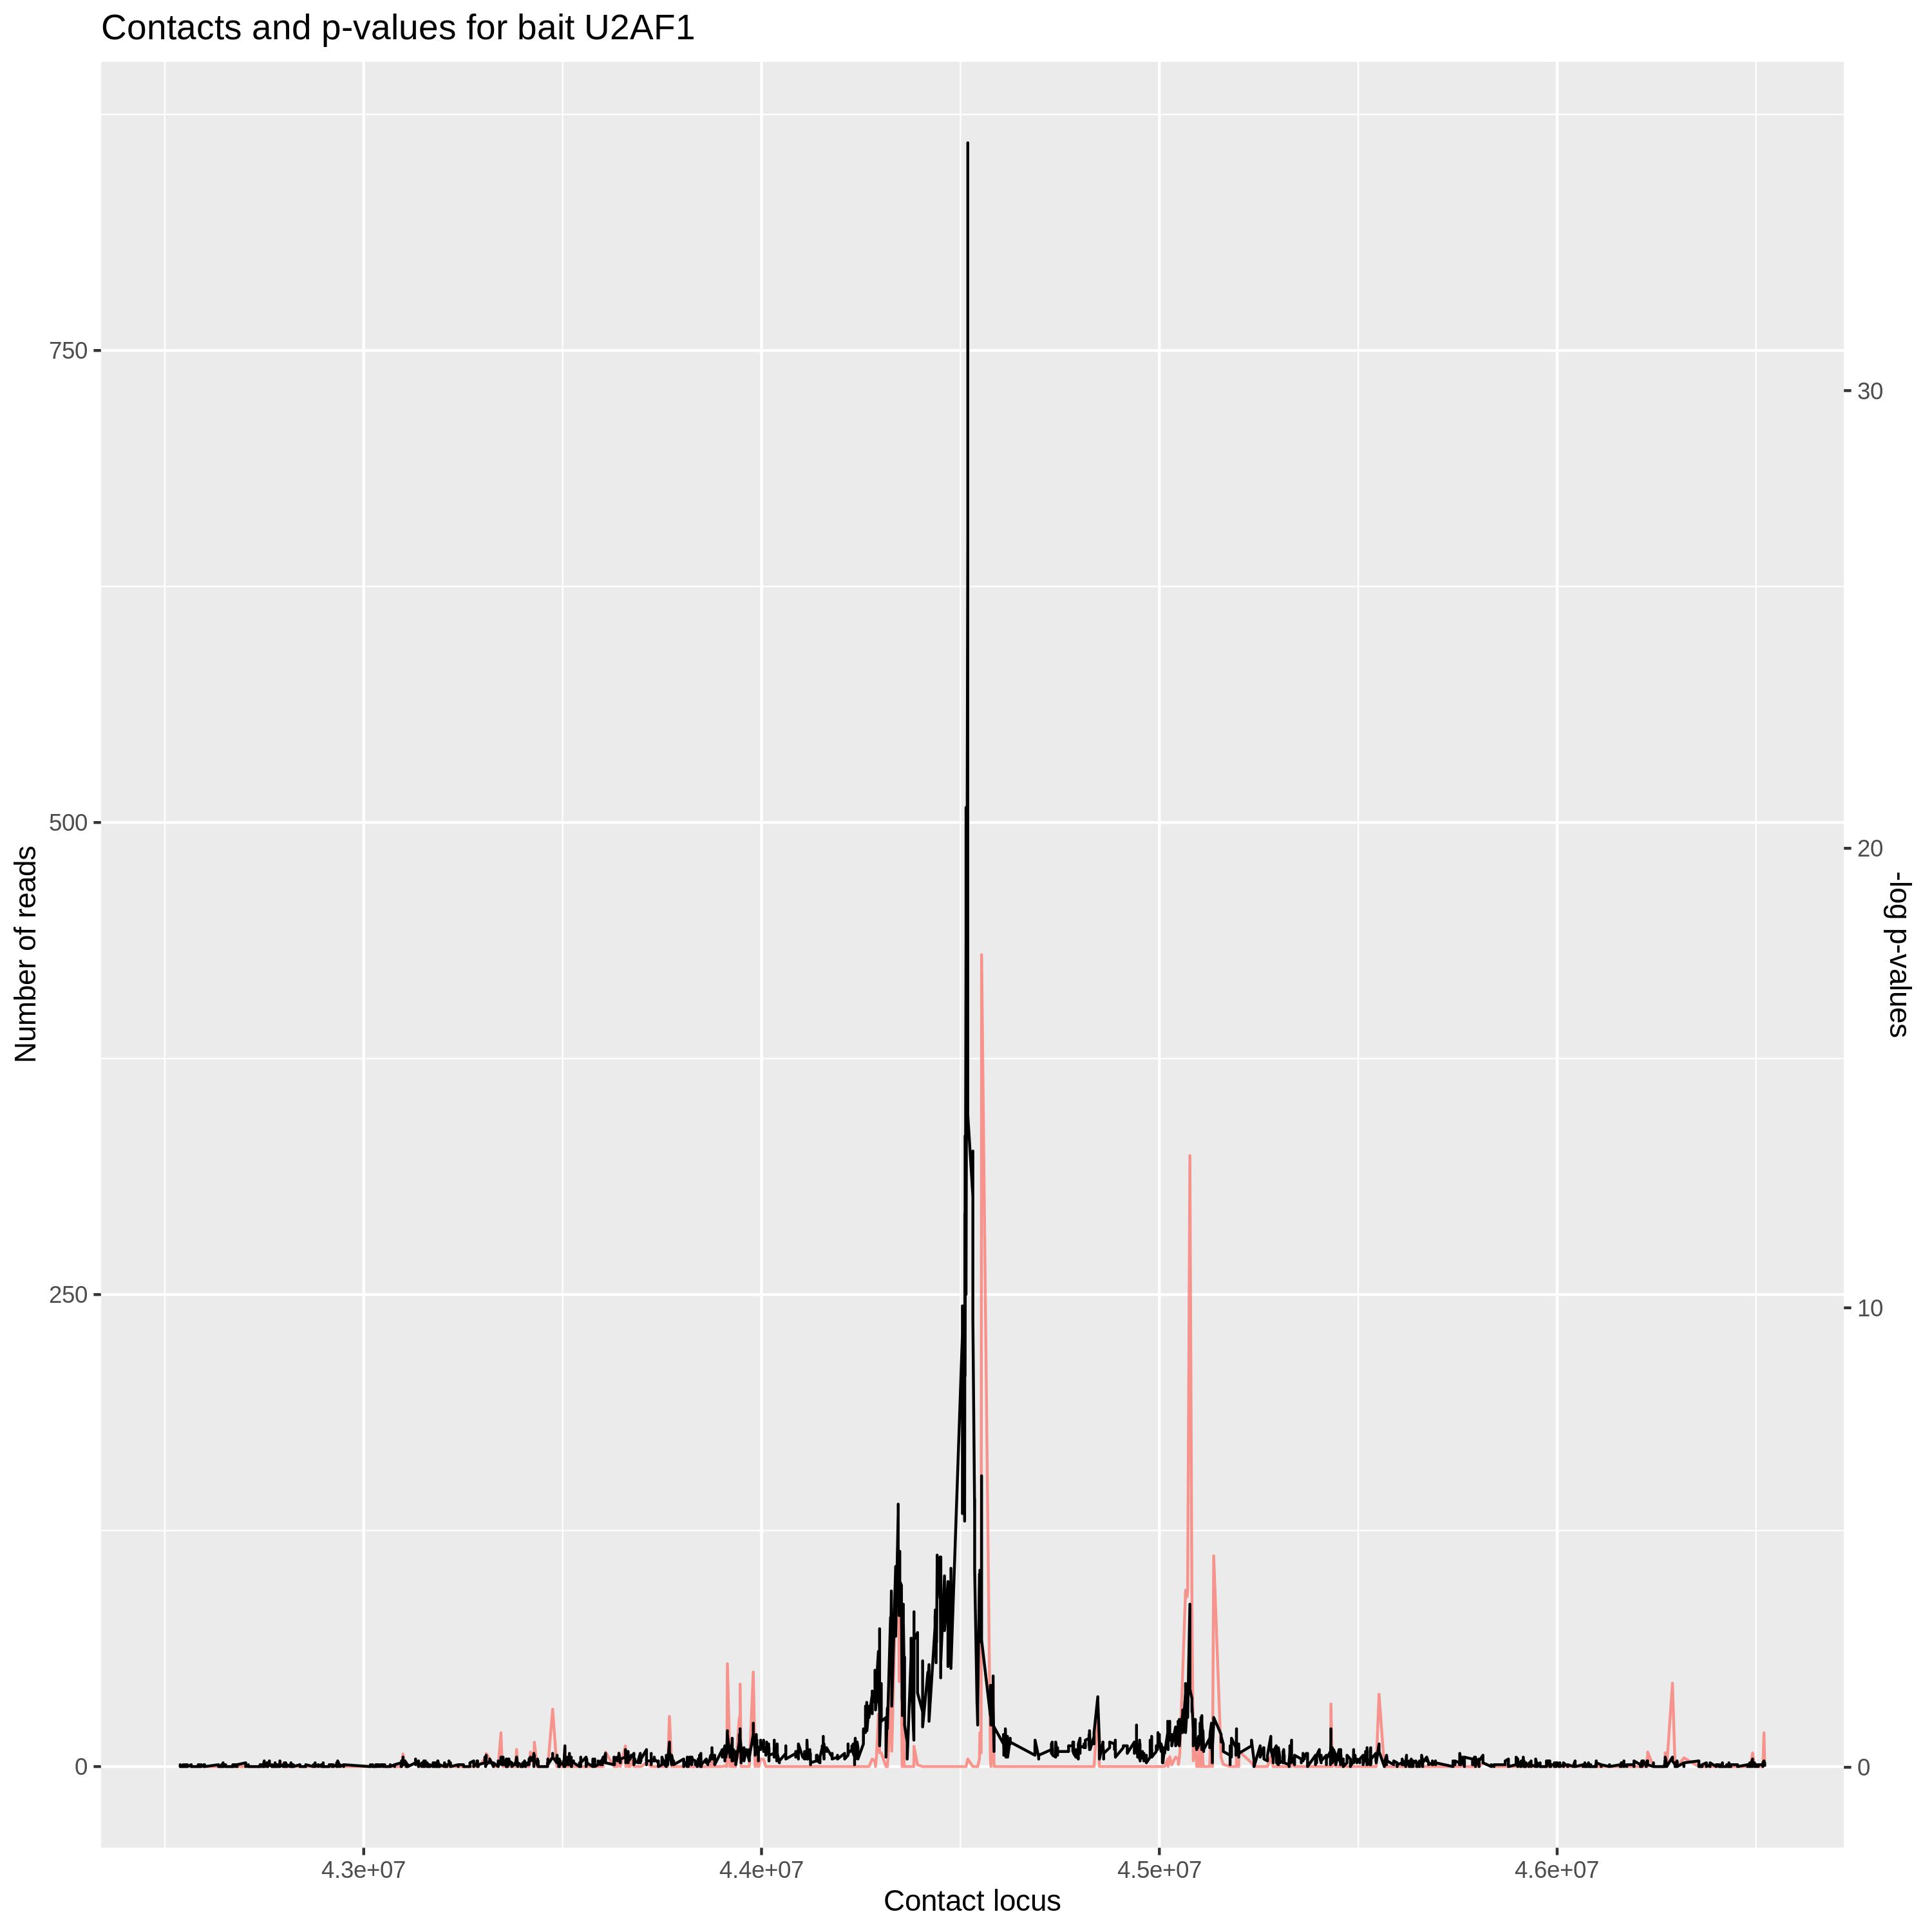 Contacts and p-values for bait U2AF1
750
500
250
0
Number of reads
30
20
10
0
-log p-values
4.3e+07
4.4e+07
4.5e+07
4.6e+07
Contact locus